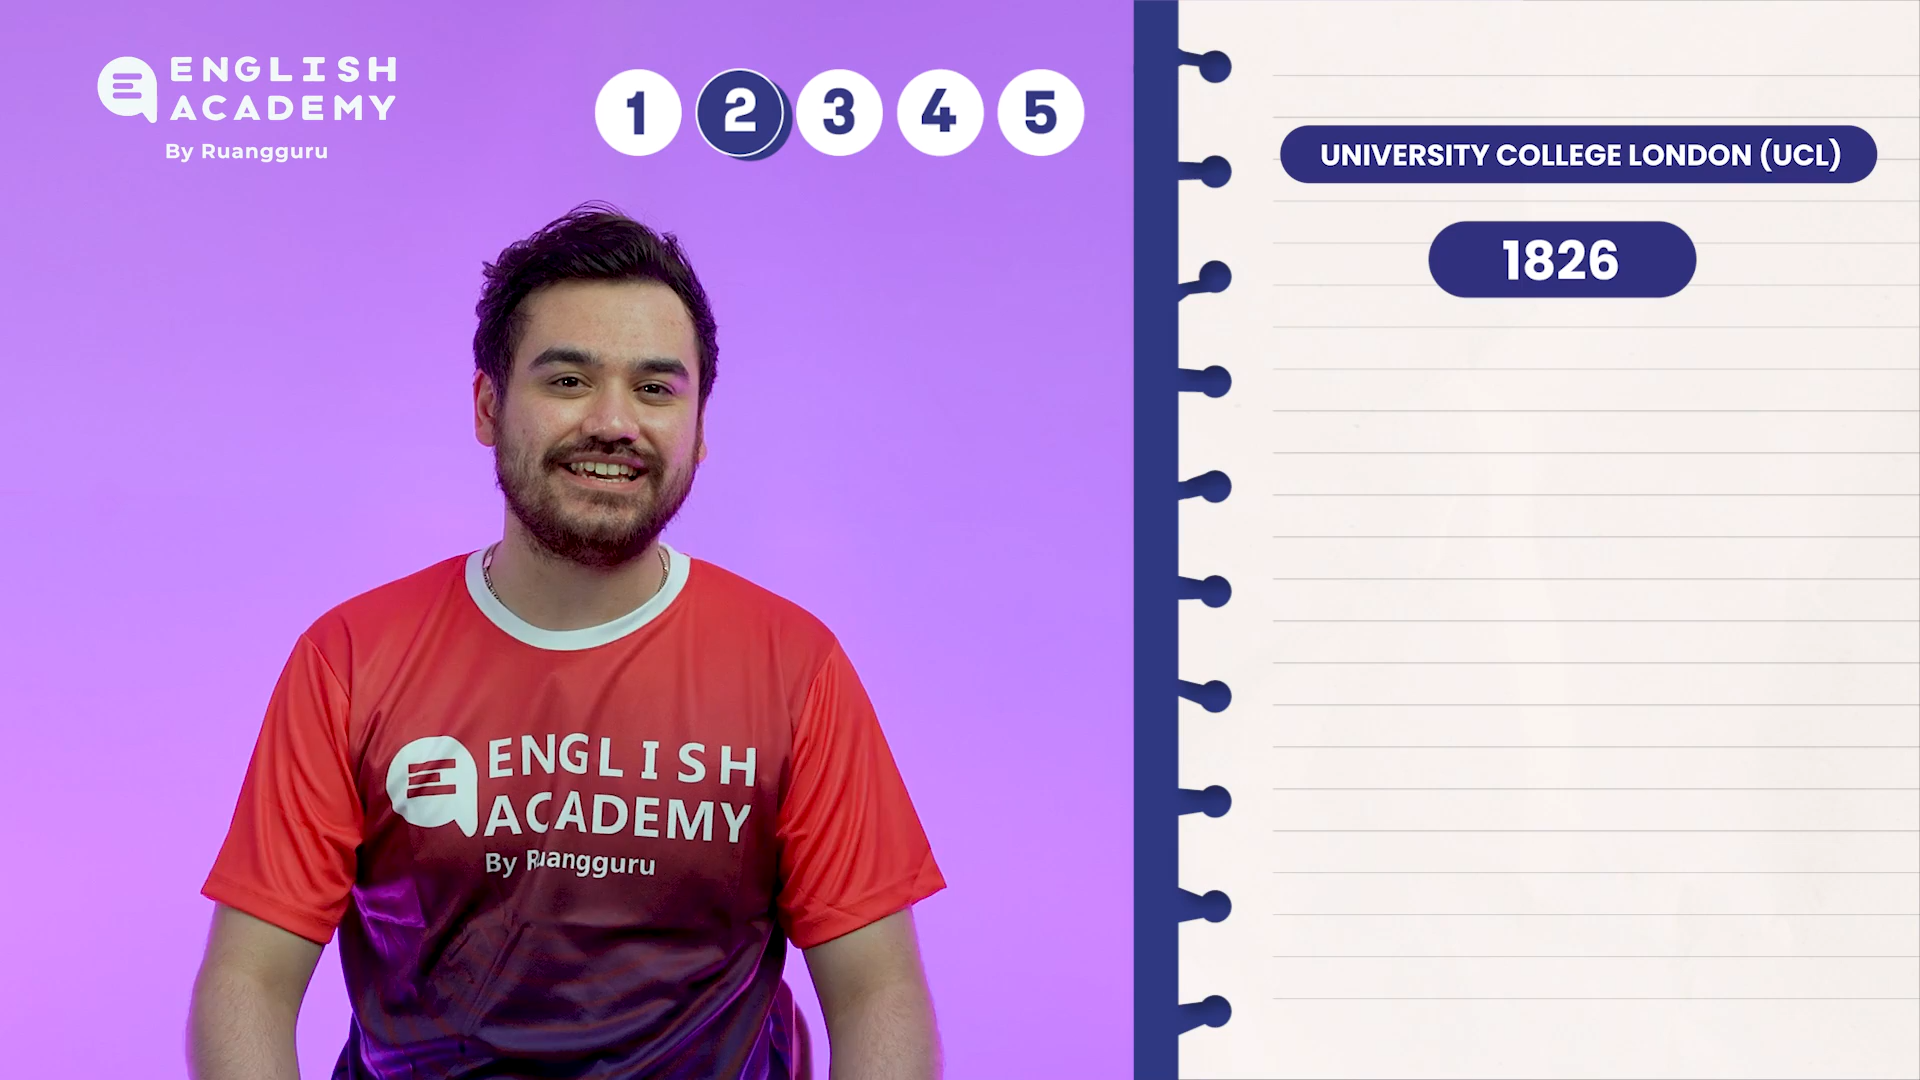 ENGLISH
ACADEMY
By Ruangguru
1 2 3 4 5
UNIVERSITY COLLEGE LONDON (UCL)
1826
ENGLISH
ACADEMY
By Ruangguru